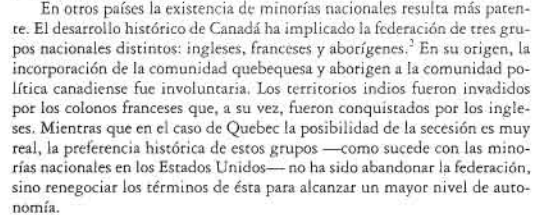 En otros países la existencia de minorías nacionales resulta más paten-
te. El desarrollo histórico de Canadá ha implicado la federación de tres gru-
pos nacionales distintos: ingleses, franceses y aborígenes.² En su origen, la
incorporación de la comunidad quebequesa y aborigen a la comunidad po-
lítica canadiense fue involuntaria. Los territorios indios fueron invadidos
por los colonos franceses que, a su vez, fueron conquistados por los ingle-
ses. Mientras que en el caso de Quebec la posibilidad de la secesión es muy
real, la preferencia histórica de estos grupos —como sucede con las mino-
rías nacionales en los Estados Unidos— no ha sido abandonar la federación,
sino renegociar los términos de ésta para alcanzar un mayor nivel de auto-
nomía.